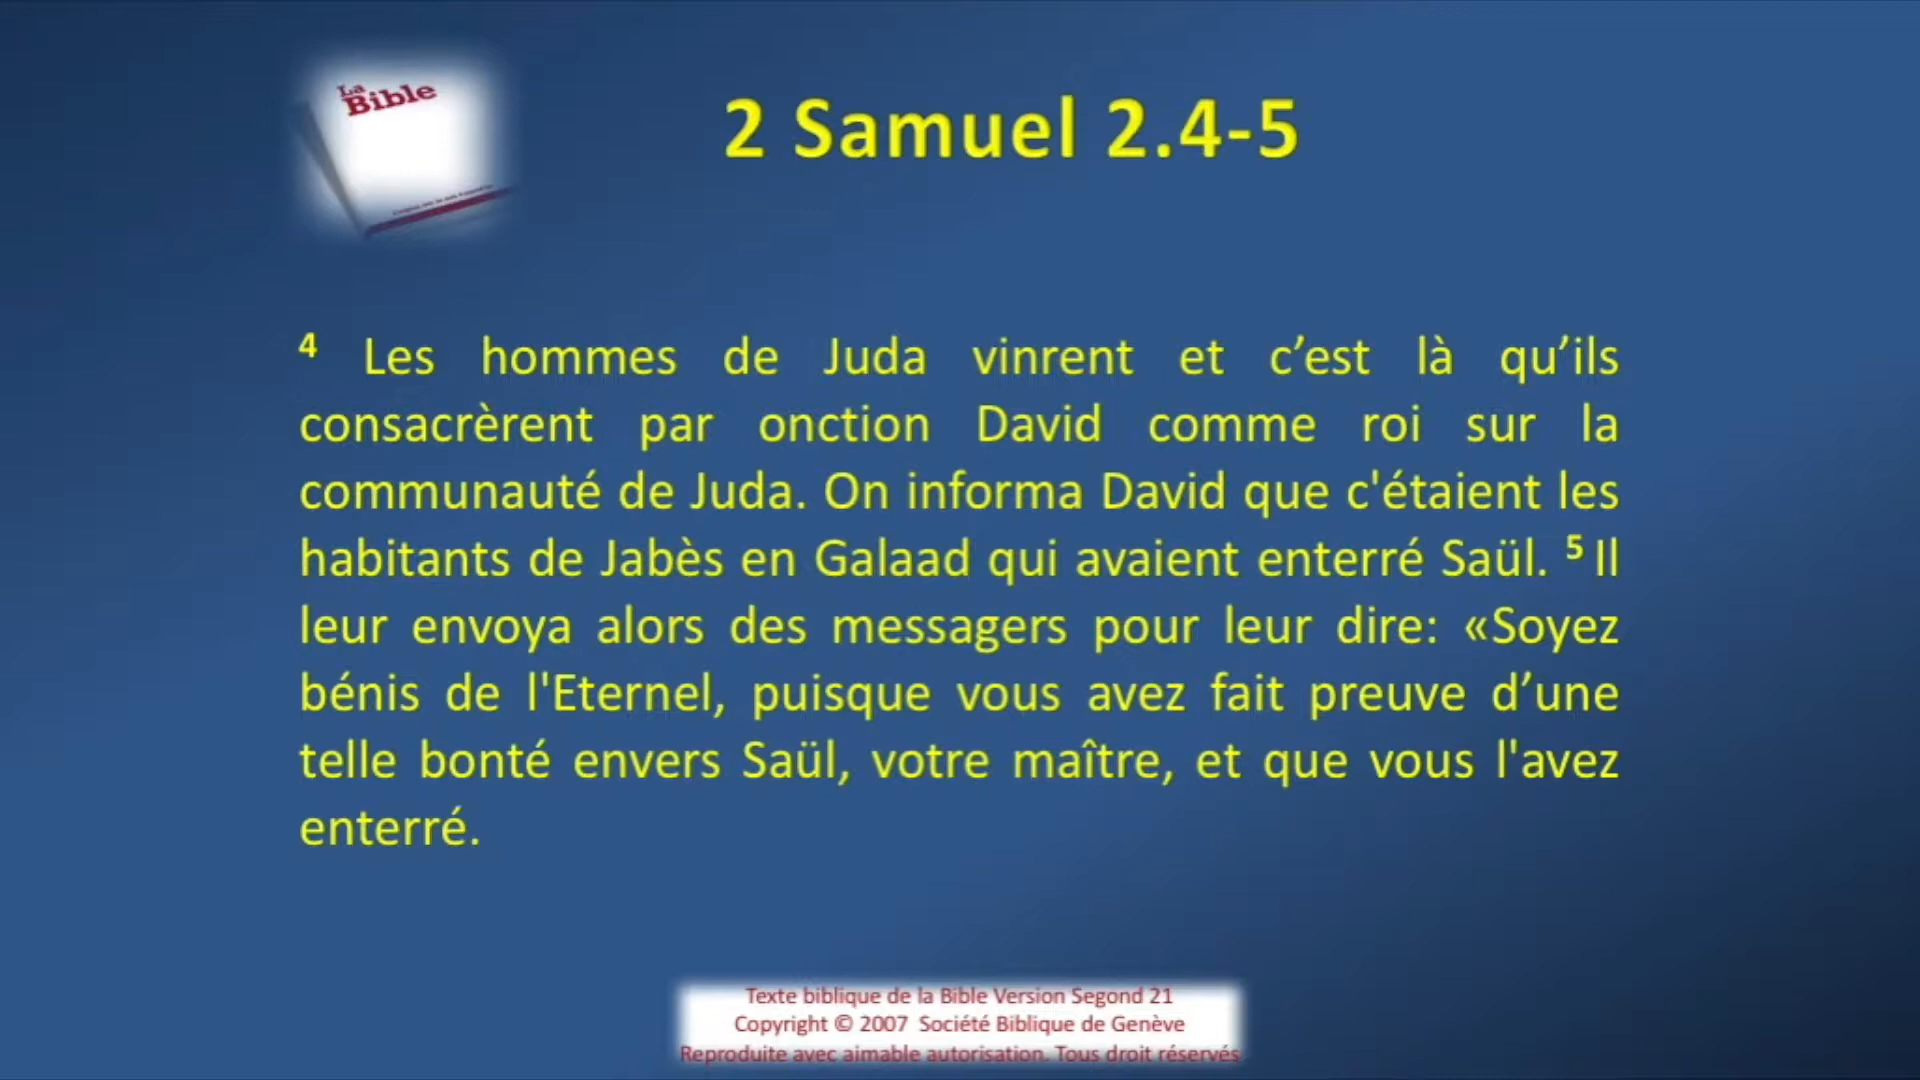 La
Bible
2 Samuel 2.4-5
4 Les hommes de Juda vinrent et c’est là qu’ils
consacrèrent par onction David comme roi sur la
communauté de Juda. On informa David que c'étaient les
habitants de Jabès en Galaad qui avaient enterré Saül. 5 Il
leur envoya alors des messagers pour leur dire: «Soyez
bénis de l'Eternel, puisque vous avez fait preuve d’une
telle bonté envers Saül, votre maître, et que vous l'avez
enterré.
Texte biblique de la Bible Version Segond 21
Copyright © 2007 Société Biblique de Genève
Reproduite avec aimable autorisation. Tous droit réservés